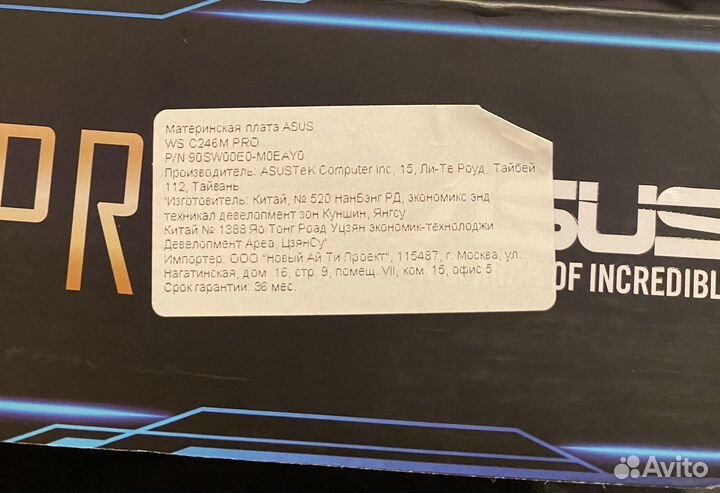 PR
Материнская плата ASUS
WS C246M PRO
P/N 90SW00E0-M0EAY0
Производитель: ASUSTeK Computer Inc, 15, Ли-Те Роуд, Тайбей
112, Тайвань
Изготовитель: Китай, № 520 НанБэнг РД, экономикс энд
техникал девелопмент зон Куншин, Янгсу
Китай № 1388 Яо Тонг Роад Уцзян экономик-технолоджи
Девелопмент Ареа, ЦзянСу"
Импортер: ООО "Новый Ай Ти Проект", 115487, г. Москва, ул.
Нагатинская, дом 16, стр. 9, помещ. VII, ком. 15, офис 5
Срок гарантии: 36 мес.
SUS
OF INCREDIBL
Avito